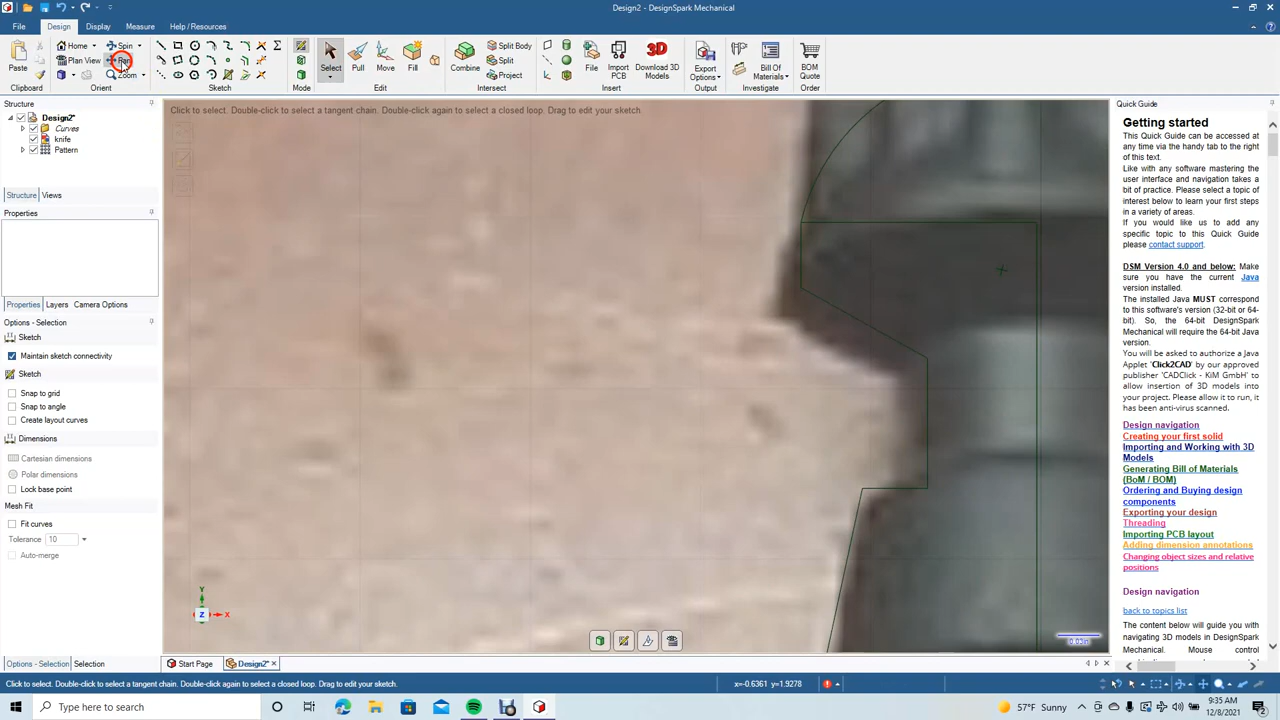 Design2* - DesignSpark Mechanical
File Design Display Measure Help / Resources
Home Spin
Plan View Pan
Zoom
Paste Select Pull Move Fill Combine Split Body
Split
Project
File Import PCB Download 3D Models Export Options Bill of Materials BOM Quote
Clipboard Orient Sketch Mode Edit Intersect Insert Output Investigate Order
Structure
Design2*
Curves
knife
Pattern
Structure Views
Properties
Properties Layers Camera Options
Options - Selection
Sketch
Maintain sketch connectivity
Sketch
Snap to grid
Snap to angle
Create layout curves
Dimensions
Cartesian dimensions
Polar dimensions
Lock base point
Mesh Fit
Fit curves
Tolerance 10
Auto-merge
Options - Selection Selection
Click to select. Double-click to select a tangent chain. Double-click again to select a closed loop. Drag to edit your sketch.
Y
Z X
0.03in
Start Page Design2*
Quick Guide
Getting started
This Quick Guide can be accessed at
any time via the handy tab to the right
of this text.
Like with any software mastering the
user interface and navigation takes a
bit of practice. Please select a topic of
interest below to learn your first steps
in a variety of areas.
If you would like us to add any
specific topic to this Quick Guide
please contact support.
DSM Version 4.0 and below: Make
sure you have the current Java
version installed.
The installed Java MUST correspond
to this software's version (32-bit or 64-
bit). So, the 64-bit DesignSpark
Mechanical will require the 64-bit Java
version.
You will be asked to authorize a Java
Applet 'Click2CAD' by our approved
publisher 'CADClick - KiM GmbH' to
allow insertion of 3D models into
your project. Please allow it to run, it
has been anti-virus scanned.
Design navigation
Creating your first solid
Importing and Working with 3D
Models
Generating Bill of Materials
(BoM / BOM)
Ordering and Buying design
components
Exporting your design
Threading
Importing PCB layout
Adding dimension annotations
Changing object sizes and relative
positions
Design navigation
back to topics list
The content below will guide you with
navigating 3D models in DesignSpark
Mechanical. Mouse control
Click to select. Double-click to select a tangent chain. Double-click again to select a closed loop. Drag to edit your sketch.
x=-0.6361 y=1.9278
Type here to search
57°F Sunny
9:35 AM
12/8/2021
2